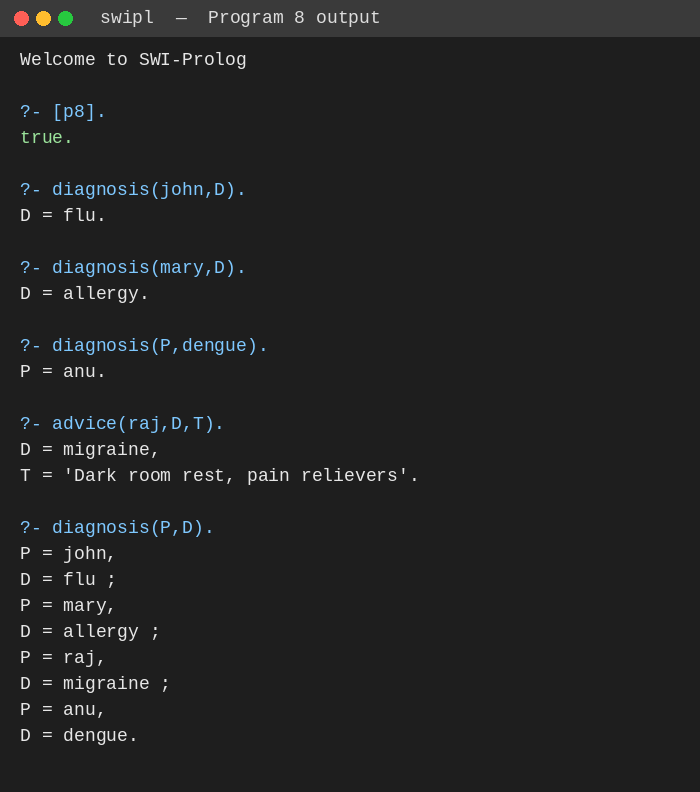 swipl — Program 8 output
Welcome to SWI-Prolog
?- [p8].
true.
?- diagnosis(john,D).
D = flu.
?- diagnosis(mary,D).
D = allergy.
?- diagnosis(P,dengue).
P = anu.
?- advice(raj,D,T).
D = migraine,
T = 'Dark room rest, pain relievers'.
?- diagnosis(P,D).
P = john,
D = flu ;
P = mary,
D = allergy ;
P = raj,
D = migraine ;
P = anu,
D = dengue.